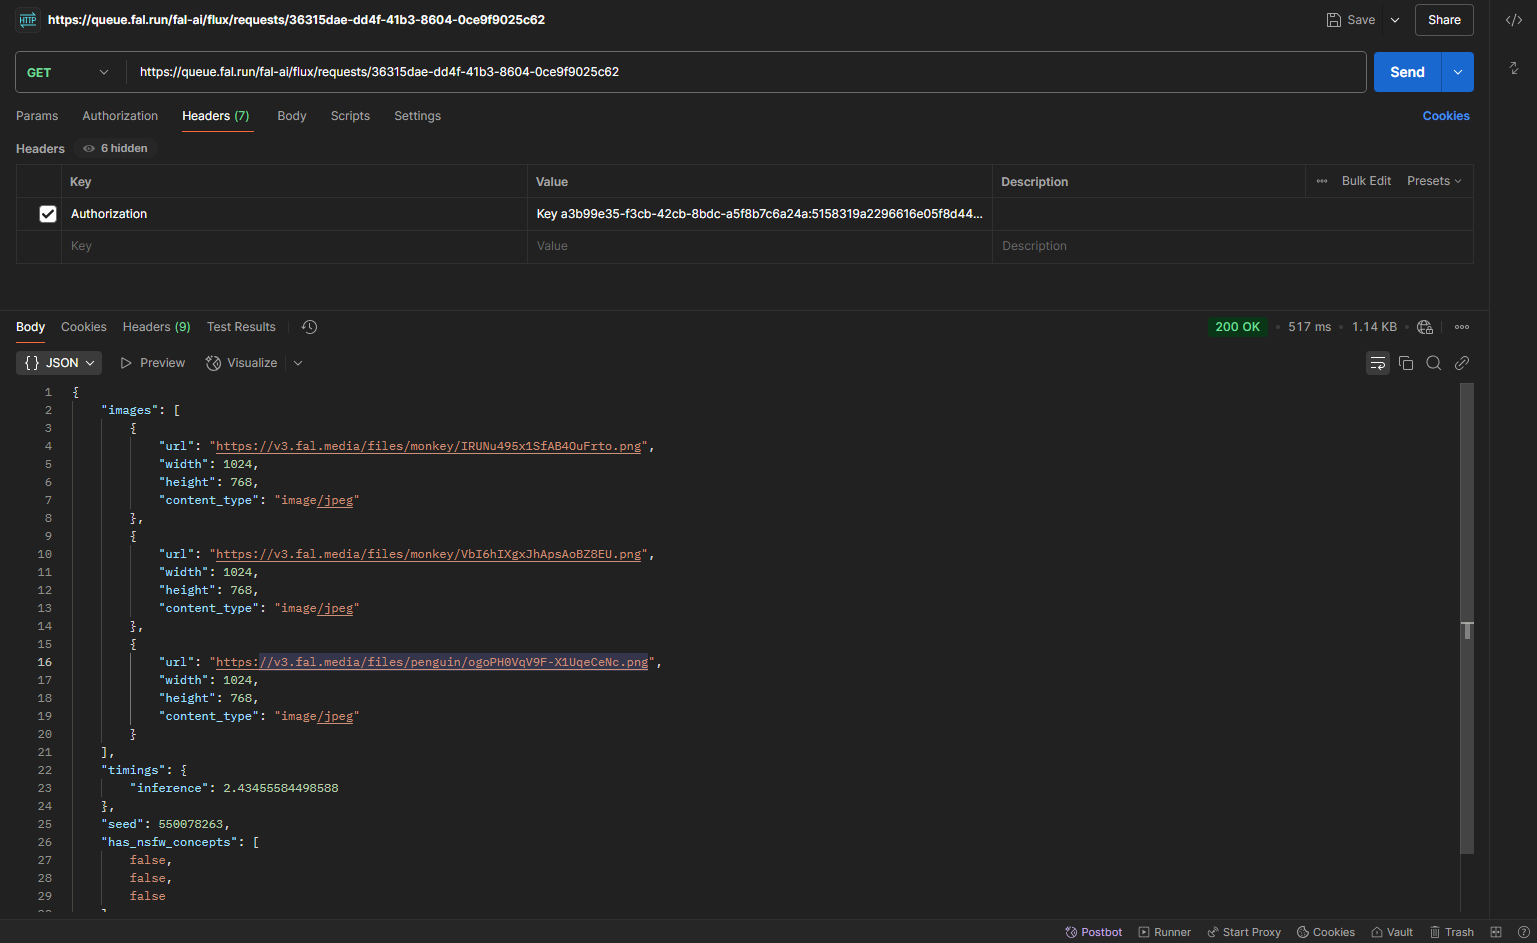 HTTP https://queue.fal.run/fal-ai/flux/requests/36315dae-dd4f-41b3-8604-0ce9f9025c62 Save Share
GET https://queue.fal.run/fal-ai/flux/requests/36315dae-dd4f-41b3-8604-0ce9f9025c62 Send
Params Authorization Headers (7) Body Scripts Settings Cookies
Headers 6 hidden
Key Value Description Bulk Edit Presets
Authorization Key a3b99e35-f3cb-42cb-8bdc-a5f8b7c6a24a:5158319a2296616e05f8d44...
Key Value Description
Body Cookies Headers (9) Test Results 200 OK • 517 ms • 1.14 KB •
{} JSON Preview Visualize
1 {
2 "images": [
3 {
4 "url": "https://v3.fal.media/files/monkey/IRUNu495x1SfAB4OuFrto.png",
5 "width": 1024,
6 "height": 768,
7 "content_type": "image/jpeg"
8 },
9 {
10 "url": "https://v3.fal.media/files/monkey/VbI6hIXgxJhApsAoBZ8EU.png",
11 "width": 1024,
12 "height": 768,
13 "content_type": "image/jpeg"
14 },
15 {
16 "url": "https://v3.fal.media/files/penguin/ogoPH0VqV9F-X1UqeCeNc.png",
17 "width": 1024,
18 "height": 768,
19 "content_type": "image/jpeg"
20 }
21 ],
22 "timings": {
23 "inference": 2.43455584498588
24 },
25 "seed": 550078263,
26 "has_nsfw_concepts": [
27 false,
28 false,
29 false
Postbot Runner Start Proxy Cookies Vault Trash